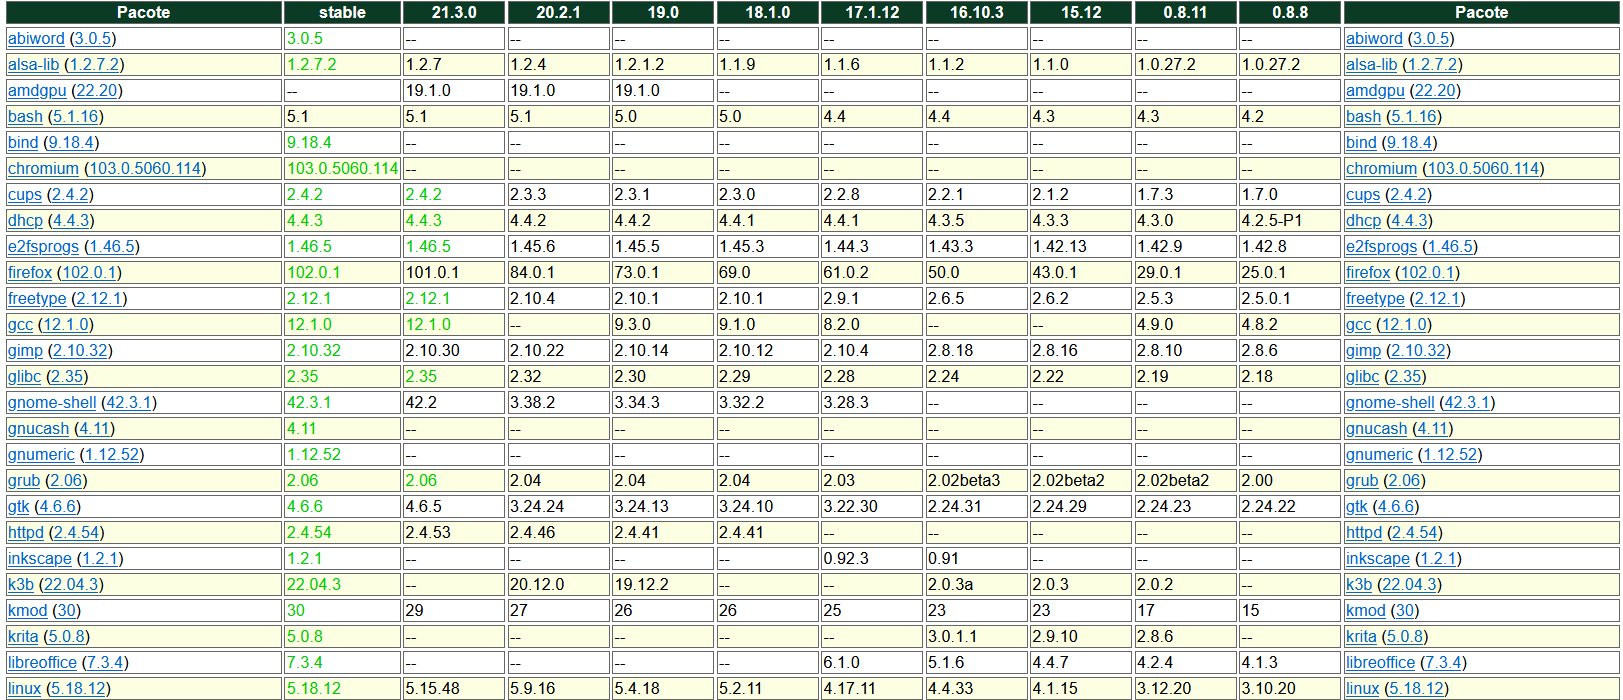 Pacote stable 21.3.0 20.2.1 19.0 18.1.0 17.1.12 16.10.3 15.12 0.8.11 0.8.8 Pacote
abiword (3.0.5) 3.0.5 -- -- -- -- -- -- -- -- -- abiword (3.0.5)
alsa-lib (1.2.7.2) 1.2.7.2 1.2.7 1.2.4 1.2.1.2 1.1.9 1.1.6 1.1.2 1.1.0 1.0.27.2 1.0.27.2 alsa-lib (1.2.7.2)
amdgpu (22.20) -- 19.1.0 19.1.0 19.1.0 -- -- -- -- -- -- amdgpu (22.20)
bash (5.1.16) 5.1 5.1 5.1 5.0 5.0 4.4 4.4 4.3 4.3 4.2 bash (5.1.16)
bind (9.18.4) 9.18.4 -- -- -- -- -- -- -- -- -- bind (9.18.4)
chromium (103.0.5060.114) 103.0.5060.114 -- -- -- -- -- -- -- -- -- chromium (103.0.5060.114)
cups (2.4.2) 2.4.2 2.4.2 2.3.3 2.3.1 2.3.0 2.2.8 2.2.1 2.1.2 1.7.3 1.7.0 cups (2.4.2)
dhcp (4.4.3) 4.4.3 4.4.3 4.4.2 4.4.2 4.4.1 4.4.1 4.3.5 4.3.3 4.3.0 4.2.5-P1 dhcp (4.4.3)
e2fsprogs (1.46.5) 1.46.5 1.46.5 1.45.6 1.45.5 1.45.3 1.44.3 1.43.3 1.42.13 1.42.9 1.42.8 e2fsprogs (1.46.5)
firefox (102.0.1) 102.0.1 101.0.1 84.0.1 73.0.1 69.0 61.0.2 50.0 43.0.1 29.0.1 25.0.1 firefox (102.0.1)
freetype (2.12.1) 2.12.1 2.12.1 2.10.4 2.10.1 2.10.1 2.9.1 2.6.5 2.6.2 2.5.3 2.5.0.1 freetype (2.12.1)
gcc (12.1.0) 12.1.0 12.1.0 -- 9.3.0 9.1.0 8.2.0 -- -- 4.9.0 4.8.2 gcc (12.1.0)
gimp (2.10.32) 2.10.32 2.10.30 2.10.22 2.10.14 2.10.12 2.10.4 2.8.18 2.8.16 2.8.10 2.8.6 gimp (2.10.32)
glibc (2.35) 2.35 2.35 2.32 2.30 2.29 2.28 2.24 2.22 2.19 2.18 glibc (2.35)
gnome-shell (42.3.1) 42.3.1 42.2 3.38.2 3.34.3 3.32.2 3.28.3 -- -- -- -- gnome-shell (42.3.1)
gnucash (4.11) 4.11 -- -- -- -- -- -- -- -- -- gnucash (4.11)
gnumeric (1.12.52) 1.12.52 -- -- -- -- -- -- -- -- -- gnumeric (1.12.52)
grub (2.06) 2.06 2.06 2.04 2.04 2.04 2.03 2.02beta3 2.02beta2 2.02beta2 2.00 grub (2.06)
gtk (4.6.6) 4.6.6 4.6.5 3.24.24 3.24.13 3.24.10 3.22.30 2.24.31 2.24.29 2.24.23 2.24.22 gtk (4.6.6)
httpd (2.4.54) 2.4.54 2.4.53 2.4.46 2.4.41 2.4.41 -- -- -- -- -- httpd (2.4.54)
inkscape (1.2.1) 1.2.1 -- -- -- -- 0.92.3 0.91 -- -- -- inkscape (1.2.1)
k3b (22.04.3) 22.04.3 -- 20.12.0 19.12.2 -- -- 2.0.3a 2.0.3 2.0.2 -- k3b (22.04.3)
kmod (30) 30 29 27 26 26 25 23 23 17 15 kmod (30)
krita (5.0.8) 5.0.8 -- -- -- -- -- 3.0.1.1 2.9.10 2.8.6 -- krita (5.0.8)
libreoffice (7.3.4) 7.3.4 -- -- -- -- 6.1.0 5.1.6 4.4.7 4.2.4 4.1.3 libreoffice (7.3.4)
linux (5.18.12) 5.18.12 5.15.48 5.9.16 5.4.18 5.2.11 4.17.11 4.4.33 4.1.15 3.12.20 3.10.20 linux (5.18.12)